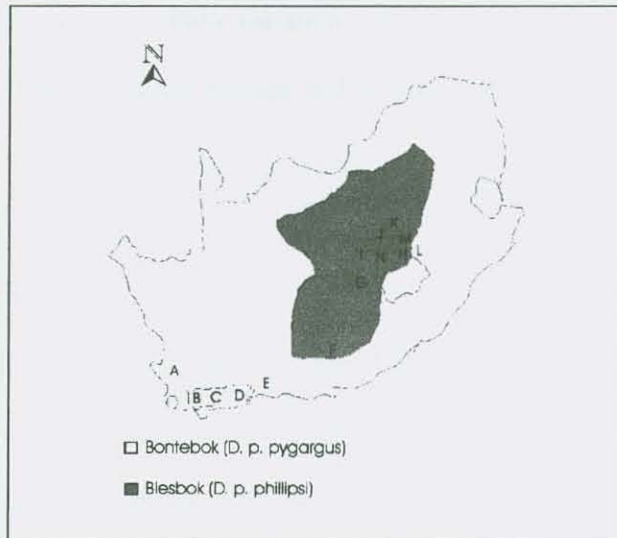 N
K
J
M
I
N
H
L
G
F
A
E
B
C
D
Bontebok (D. p. pygargus)
Blesbok (D. p. phillipsi)